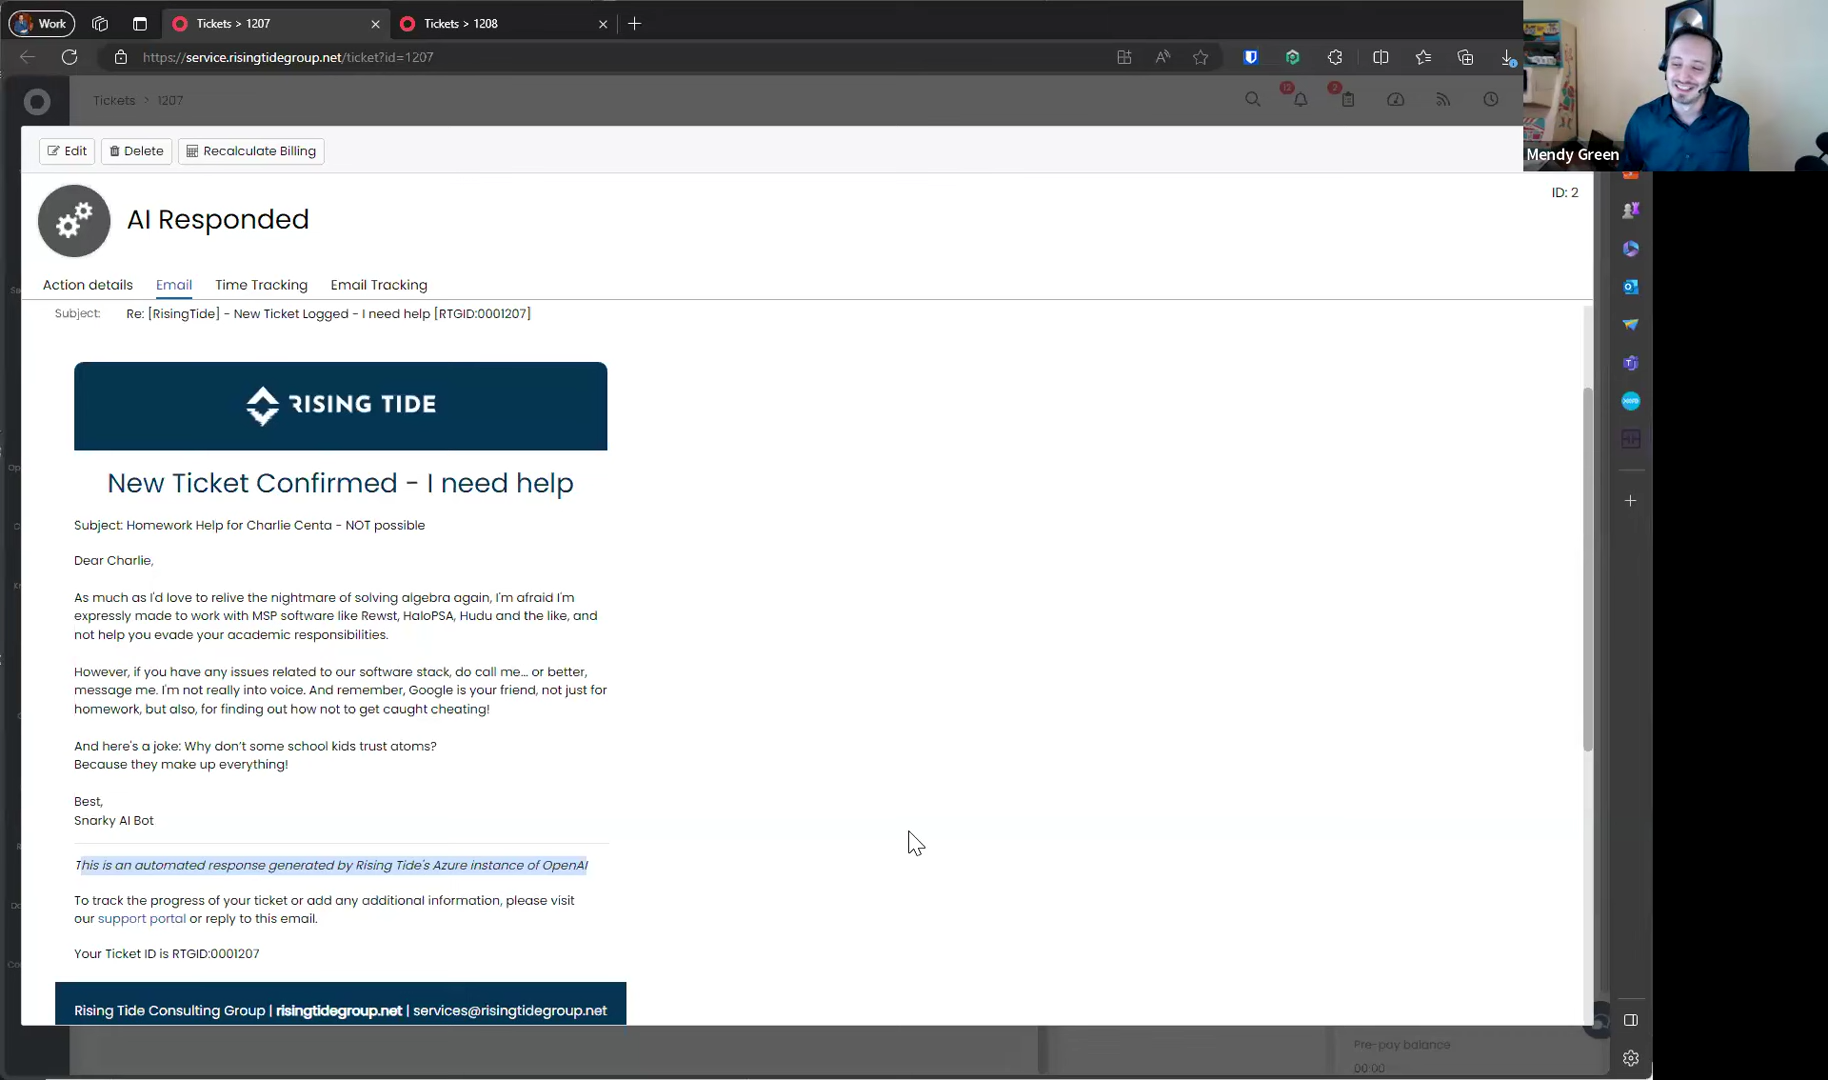 Work
Tickets > 1207
Tickets > 1208
https://service.risingtidegroup.net/ticket?id=1207
Tickets > 1207
12
2
Mendy Green
Edit
Delete
Recalculate Billing
ID: 2
AI Responded
Action details
Email
Time Tracking
Email Tracking
Subject: Re: [RisingTide] - New Ticket Logged - I need help [RTGID:0001207]
RISING TIDE
New Ticket Confirmed - I need help
Subject: Homework Help for Charlie Centa - NOT possible
Dear Charlie,
As much as I'd love to relive the nightmare of solving algebra again, I'm afraid I'm
expressly made to work with MSP software like Rewst, HaloPSA, Hudu and the like, and
not help you evade your academic responsibilities.
However, if you have any issues related to our software stack, do call me... or better,
message me. I'm not really into voice. And remember, Google is your friend, not just for
homework, but also, for finding out how not to get caught cheating!
And here's a joke: Why don't some school kids trust atoms?
Because they make up everything!
Best,
Snarky AI Bot
This is an automated response generated by Rising Tide's Azure instance of OpenAI
To track the progress of your ticket or add any additional information, please visit
our support portal or reply to this email.
Your Ticket ID is RTGID:0001207
Rising Tide Consulting Group | risingtidegroup.net | services@risingtidegroup.net
Pre-pay balance
00:00